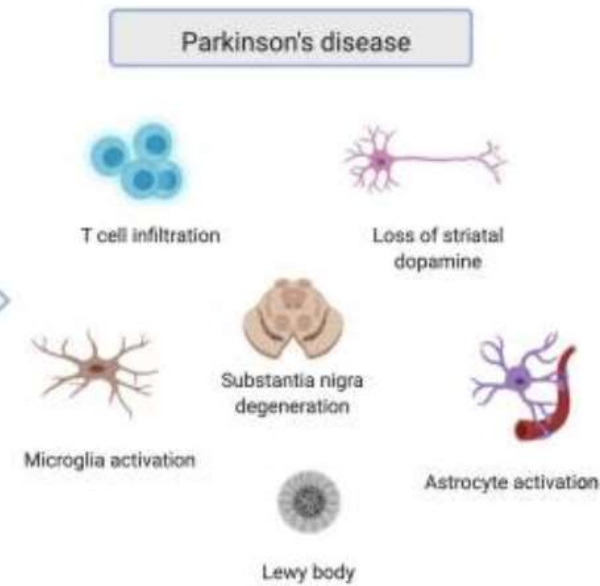 Parkinson's disease
T cell infiltration
Loss of striatal
dopamine
Substantia nigra
degeneration
Microglia activation
Astrocyte activation
Lewy body